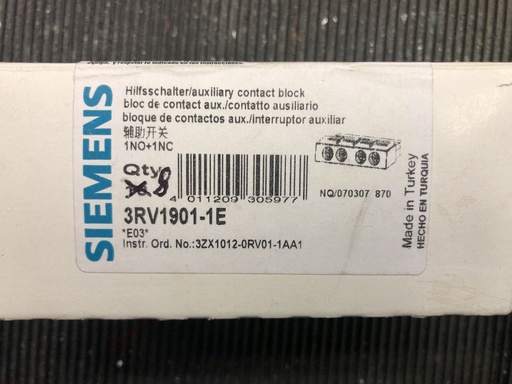 SIEMENS
Hilfsschalter/auxiliary contact block
bloc de contact aux./contatto ausiliario
bloque de contactos aux./interruptor auxiliar
辅助开关
1NO+1NC
Qty
8
4 011209 305977
NQ/070307 870
3RV1901-1E
*E03*
Instr. Ord. No.:3ZX1012-0RV01-1AA1
Made in Turkey
HECHO EN TURQUIA